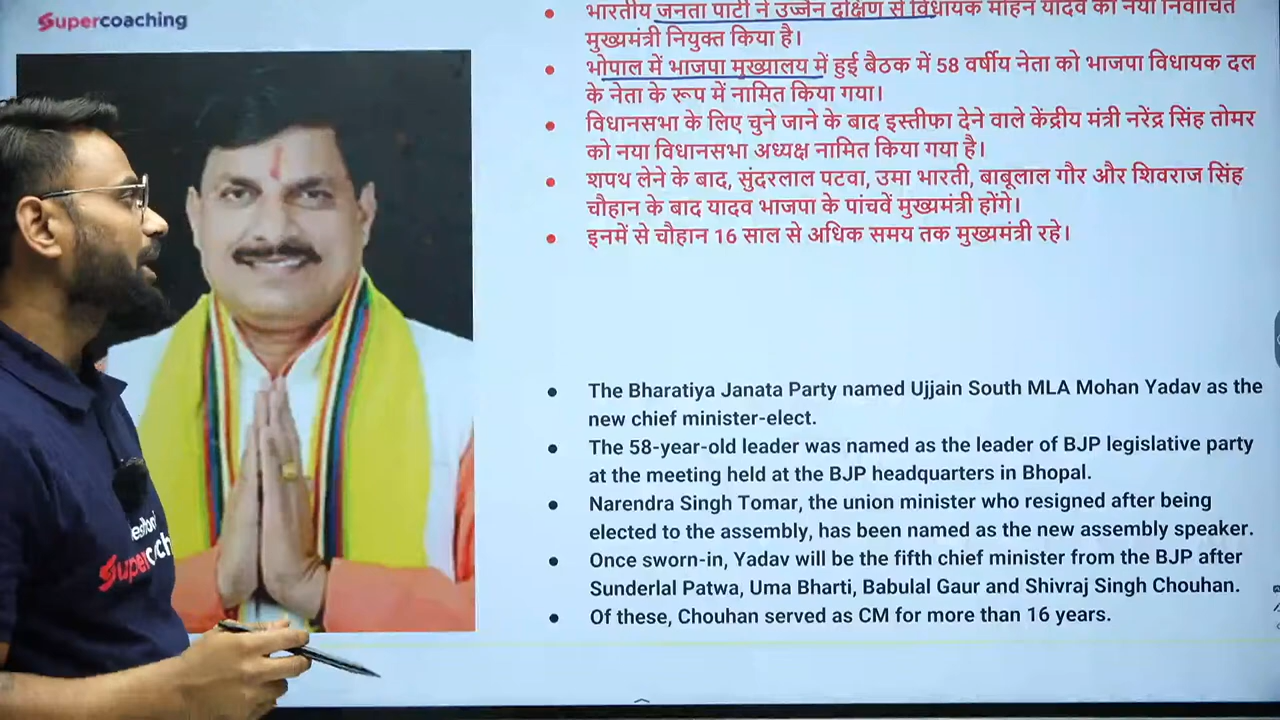 Supercoaching
भारतीय जनता पार्टी ने उज्जैन दक्षिण से विधायक मोहन यादव को नया निर्वाचित
मुख्यमंत्री नियुक्त किया है।
भोपाल में भाजपा मुख्यालय में हुई बैठक में 58 वर्षीय नेता को भाजपा विधायक दल
के नेता के रूप में नामित किया गया।
विधानसभा के लिए चुने जाने के बाद इस्तीफा देने वाले केंद्रीय मंत्री नरेंद्र सिंह तोमर
को नया विधानसभा अध्यक्ष नामित किया गया है।
शपथ लेने के बाद, सुंदरलाल पटवा, उमा भारती, बाबूलाल गौर और शिवराज सिंह
चौहान के बाद यादव भाजपा के पांचवें मुख्यमंत्री होंगे।
इनमें से चौहान 16 साल से अधिक समय तक मुख्यमंत्री रहे।
The Bharatiya Janata Party named Ujjain South MLA Mohan Yadav as the
new chief minister-elect.
The 58-year-old leader was named as the leader of BJP legislative party
at the meeting held at the BJP headquarters in Bhopal.
Narendra Singh Tomar, the union minister who resigned after being
elected to the assembly, has been named as the new assembly speaker.
Once sworn-in, Yadav will be the fifth chief minister from the BJP after
Sunderlal Patwa, Uma Bharti, Babulal Gaur and Shivraj Singh Chouhan.
Of these, Chouhan served as CM for more than 16 years.